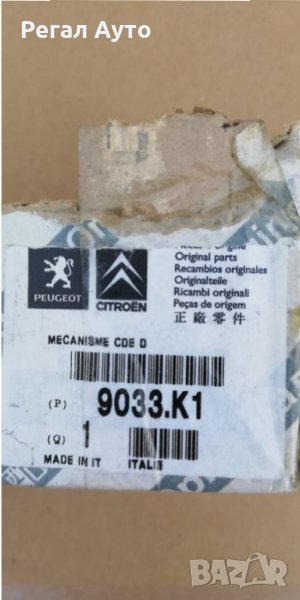 Регал Ауто
Original parts
Recambios originales
Originalteile
Ricambi originali
Peças de origem
正廠零件
PEUGEOT
CITROËN
MECANISME CDE D
(P) 9033.K1
(Q) 1
MADE IN IT ITALIE
bazar